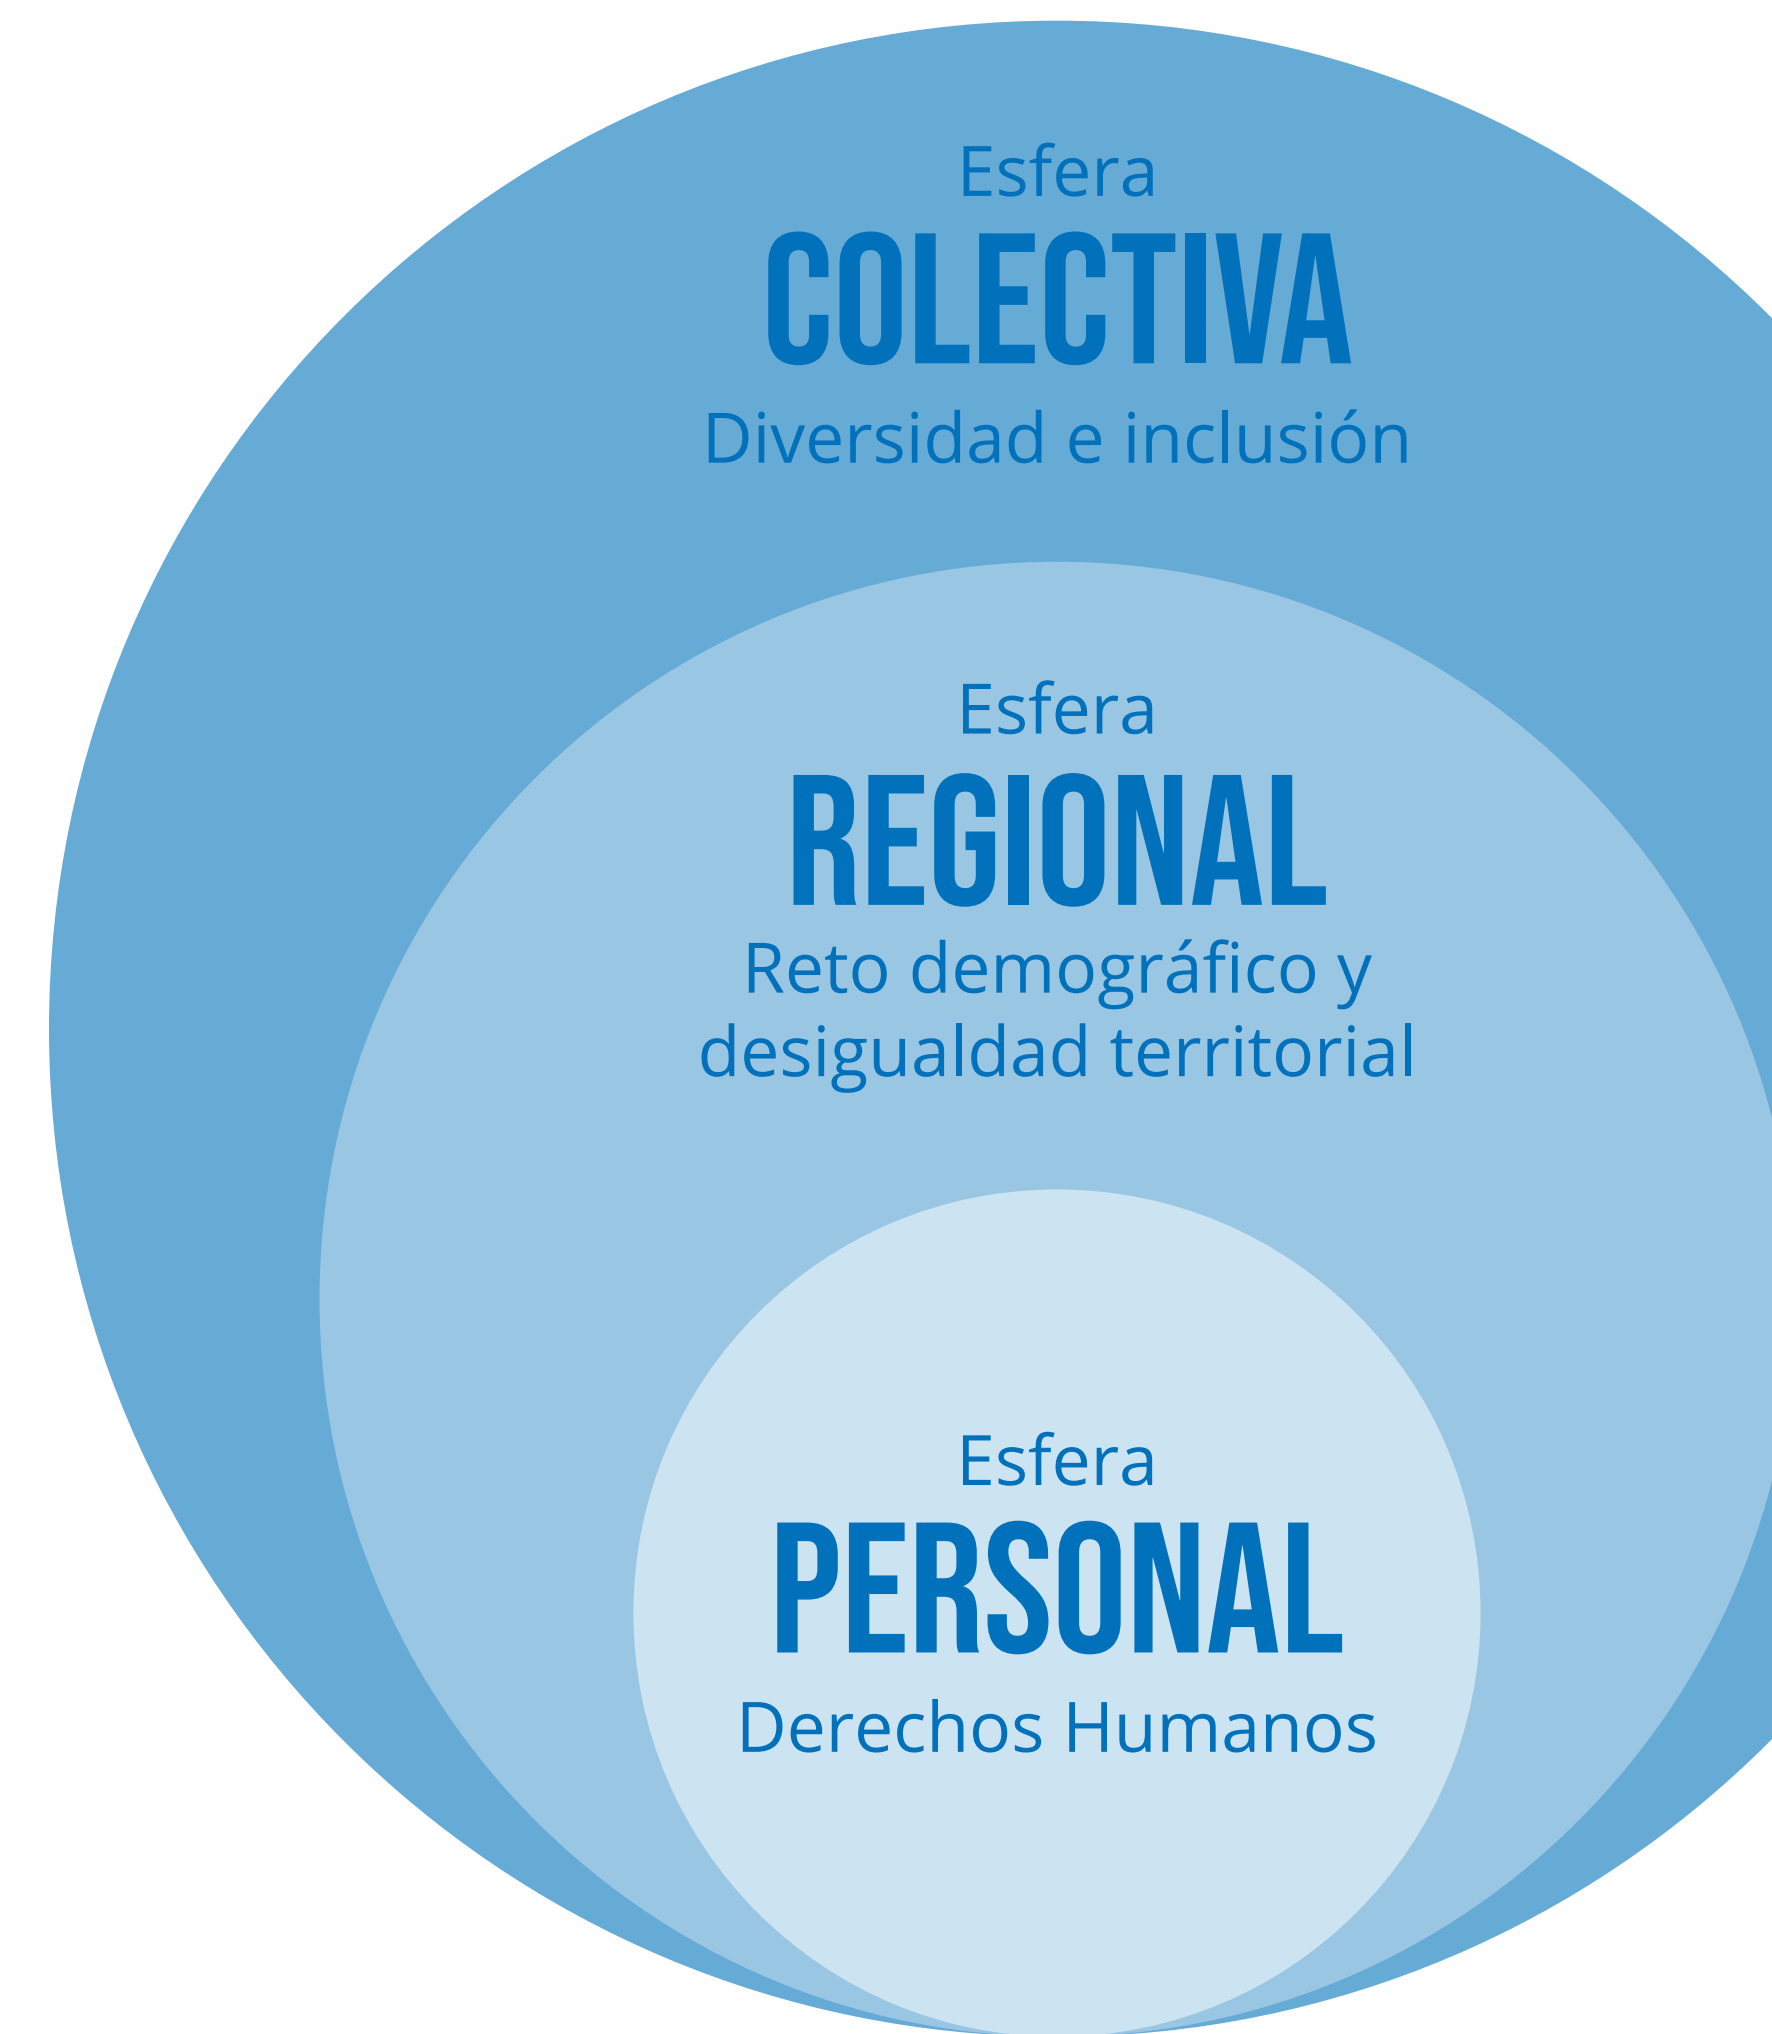 Esfera
COLECTIVA
Diversidad e inclusión
Esfera
REGIONAL
Reto demográfico y
desigualdad territorial
Esfera
PERSONAL
Derechos Humanos